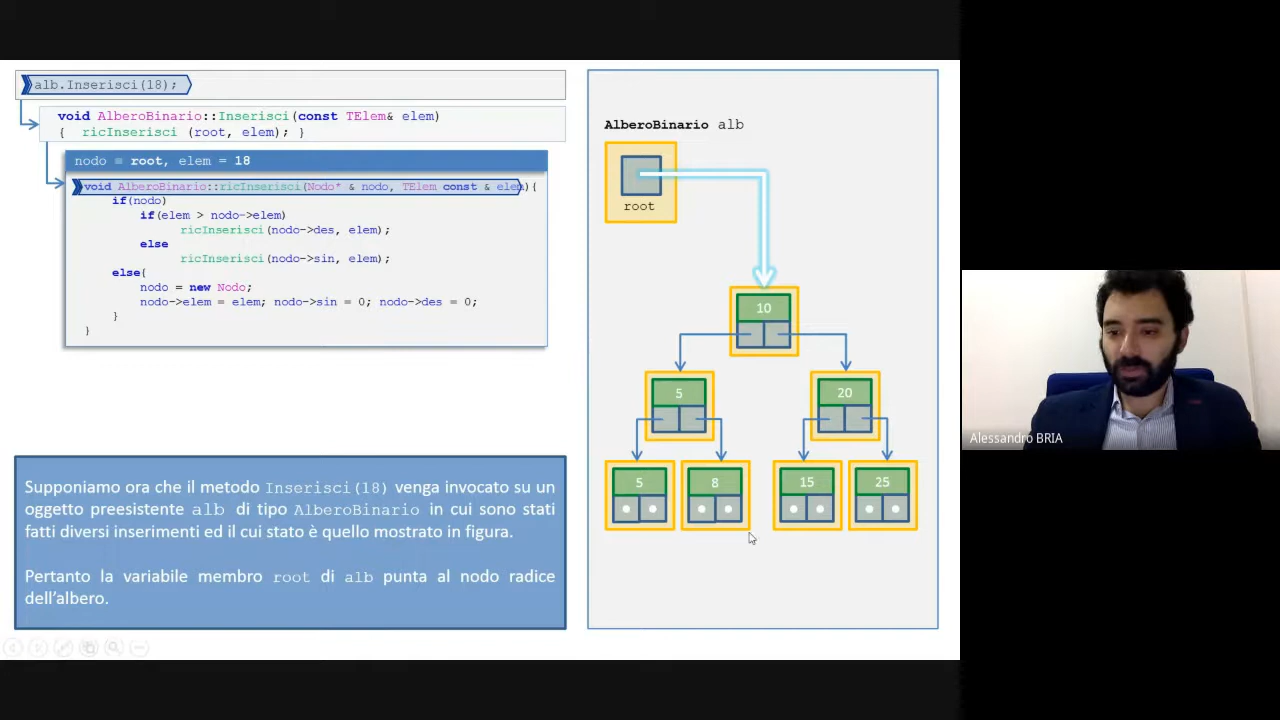 alb.Inserisci(18);
void AlberoBinario::Inserisci(const TElem& elem)
{ ricInserisci (root, elem); }
nodo = root, elem = 18
void AlberoBinario::ricInserisci(Nodo* & nodo, TElem const & elem){
if(nodo)
if(elem > nodo->elem)
ricInserisci(nodo->des, elem);
else
ricInserisci(nodo->sin, elem);
else{
nodo = new Nodo;
nodo->elem = elem; nodo->sin = 0; nodo->des = 0;
}
}
Supponiamo ora che il metodo Inserisci(18) venga invocato su un
oggetto preesistente alb di tipo AlberoBinario in cui sono stati
fatti diversi inserimenti ed il cui stato è quello mostrato in figura.
Pertanto la variabile membro root di alb punta al nodo radice
dell'albero.
AlberoBinario alb
root
10
5 20
5 8 15 25
Alessandro BRIA